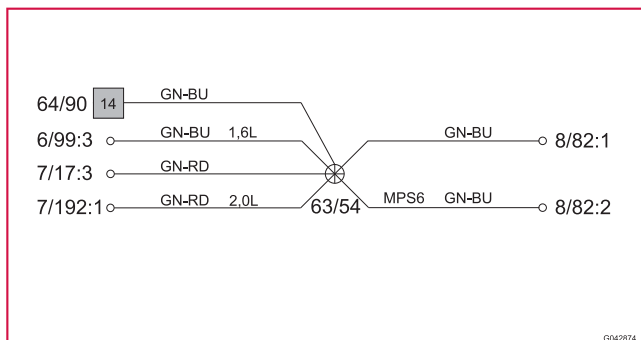 64/90 14 GN-BU
6/99:3 GN-BU 1,6L GN-BU 8/82:1
7/17:3 GN-RD
7/192:1 GN-RD 2,0L 63/54 MPS6 GN-BU 8/82:2
G042874